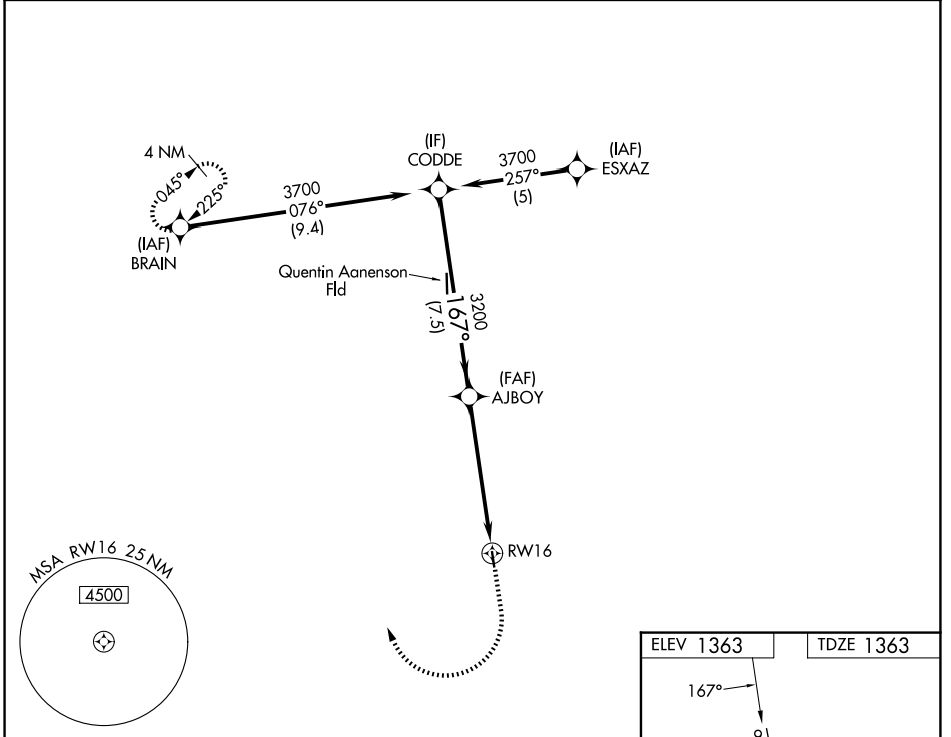 (IF)
CODDE
4 NM
045°
225°
(IAF)
BRAIN
3700
076°
(9.4)
3700
257°
(5)
(IAF)
ESXAZ
Quentin Aanenson
Fld
3200
167°
(7.5)
(FAF)
AJBOY
RW16
MSA RW16 25 NM
4500
ELEV 1363
TDZE 1363
167°